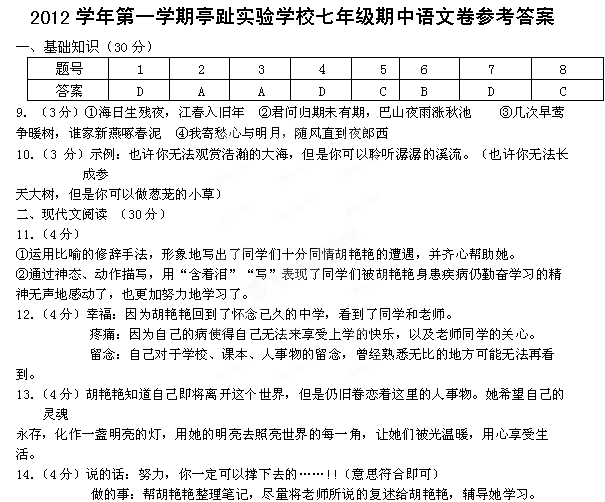 2012 学年第一学期亭趾实验学校七年级期中语文卷参考答案
一、基础知识（30 分）
题号 1 2 3 4 5 6 7 8
答案 D A A D C B D C
9.（3分）①海日生残夜，江春入旧年 ②君问归期未有期，巴山夜雨涨秋池 ③几次早莺
争暖树，谁家新燕啄春泥 ④我寄愁心与明月，随风直到夜郎西
10.（3 分）示例：也许你无法观赏浩瀚的大海，但是你可以聆听潺潺的溪流。（也许你无法长
成参
天大树，但是你可以做葱茏的小草）
二、现代文阅读 （30 分）
11.（4分）
①运用比喻的修辞手法，形象地写出了同学们十分同情胡艳艳的遭遇，并齐心帮助她。
②通过神态、动作描写，用“含着泪”“写”表现了同学们被胡艳艳身患疾病仍勤奋学习的精
神无声地感动了，也更加努力地学习了。
12.（4分）幸福：因为胡艳艳回到了怀念已久的中学，看到了同学和老师。
疼痛：因为自己的病使得自己无法来享受上学的快乐，以及老师同学的关心。
留念：自己对于学校、课本、人事物的留念，曾经熟悉无比的地方可能无法再看
到。
13.（4分）胡艳艳知道自己即将离开这个世界，但是仍旧眷恋着这里的人事物。她希望自己的
灵魂
永存，化作一盏明亮的灯，用她的明亮去照亮世界的每一角，让她们被光温暖，用心享受生
活。
14.（4分）说的话：努力，你一定可以撑下去的……!!（意思符合即可）
做的事：帮胡艳艳整理笔记，尽量将老师所说的复述给胡艳艳，辅导她学习。